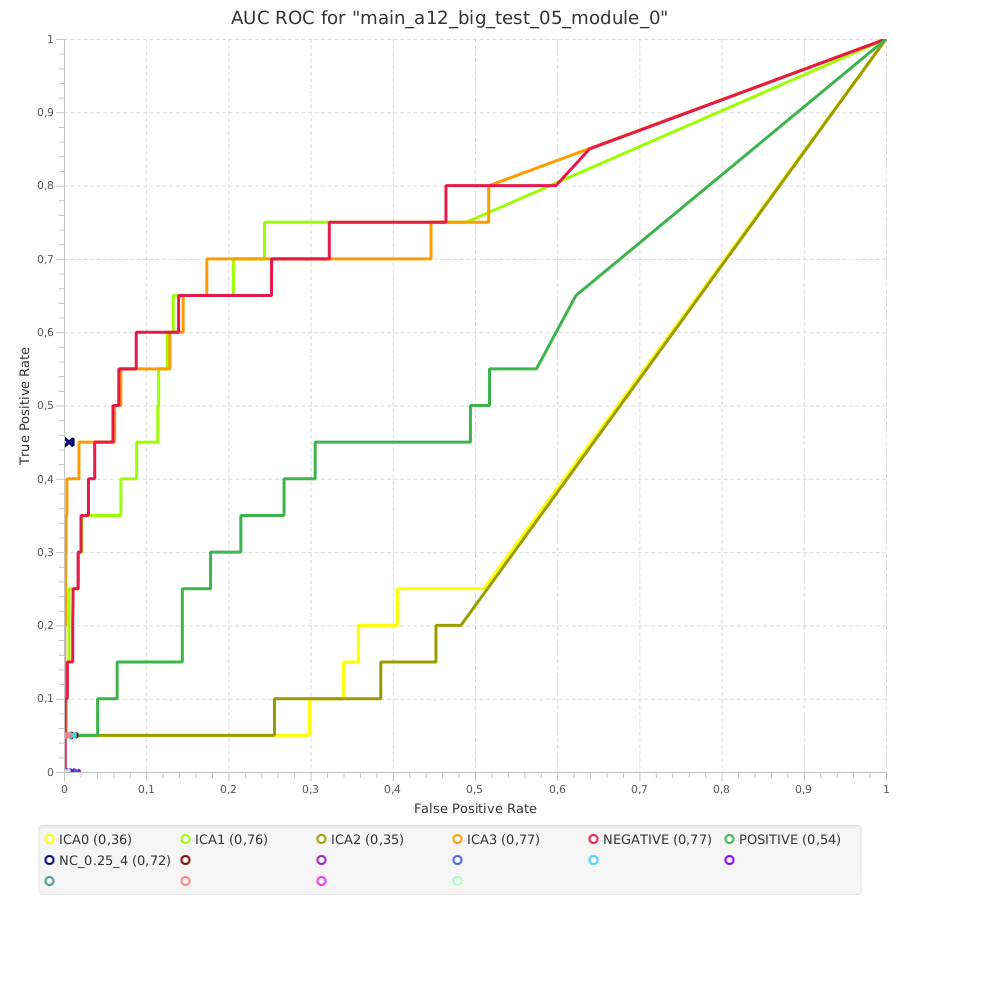 AUC ROC for "main_a12_big_test_05_module_0"
1
0,9
0,8
0,7
0,6
0,5
0,4
0,3
0,2
0,1
0
True Positive Rate
0 0,1 0,2 0,3 0,4 0,5 0,6 0,7 0,8 0,9 1
False Positive Rate
ICA0 (0,36) ICA1 (0,76) ICA2 (0,35) ICA3 (0,77) NEGATIVE (0,77) POSITIVE (0,54)
NC_0.25_4 (0,72)